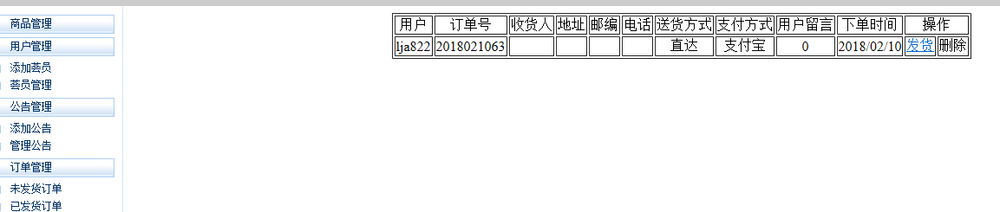 商品管理
用户管理
添加荟员
荟员管理
公告管理
添加公告
管理公告
订单管理
未发货订单
已发货订单
用户 订单号 收货人 地址 邮编 电话 送货方式 支付方式 用户留言 下单时间 操作
lja822 2018021063 直达 支付宝 0 2018/02/10 发货 删除